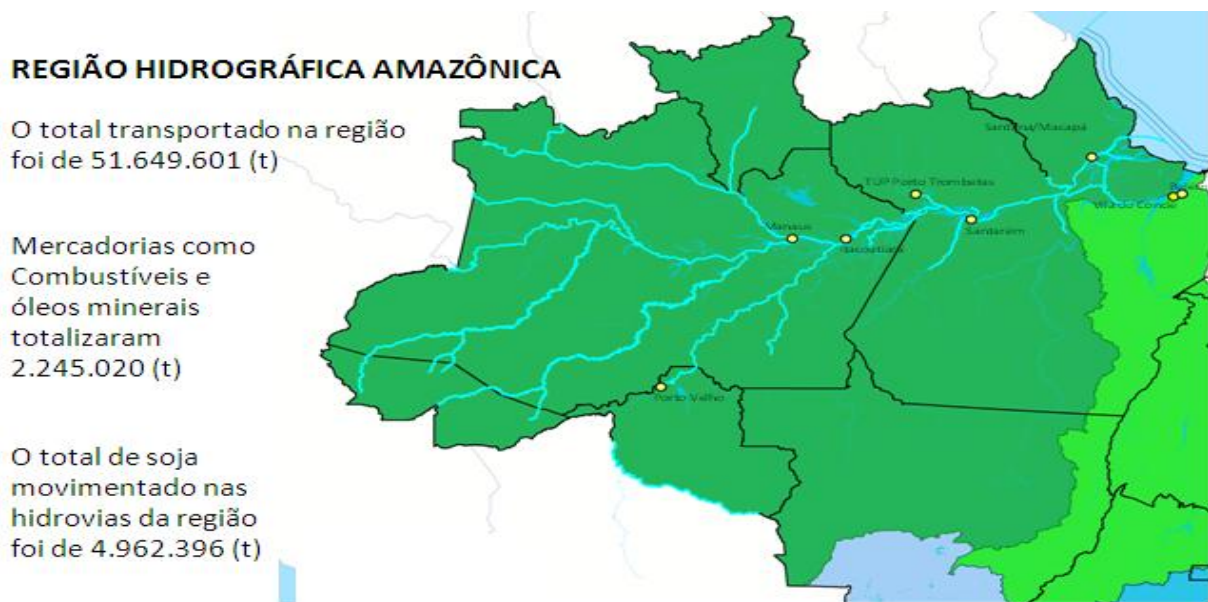 REGIÃO HIDROGRÁFICA AMAZÔNICA
O total transportado na região
foi de 51.649.601 (t)
Mercadorias como
Combustíveis e
óleos minerais
totalizaram
2.245.020 (t)
O total de soja
movimentado nas
hidrovias da região
foi de 4.962.396 (t)
Santana/Macapá
TUP Porto Trombetas
Vila do Conde
Manaus
Itacoatiara
Santarém
Porto Velho